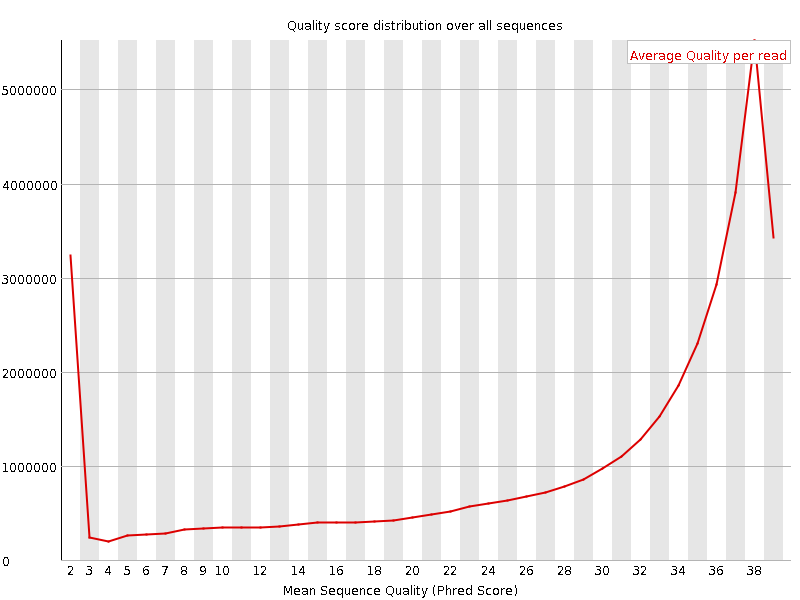 Quality score distribution over all sequences
Average Quality per read
5000000
4000000
3000000
2000000
1000000
0
2 3 4 5 6 7 8 9 10 12 14 16 18 20 22 24 26 28 30 32 34 36 38
Mean Sequence Quality (Phred Score)